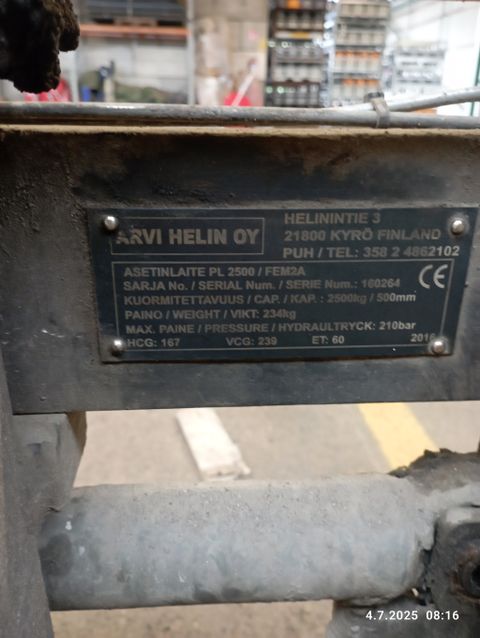 ARVI HELIN OY
HELININTIE 3
21800 KYRÖ FINLAND
PUH / TEL: 358 2 4862102
ASETINLAITE PL 2500 / FEM2A
SARJA No. / SERIAL Num. / SERIE Num.: 160264
KUORMITETTAVUUS / CAP. / KAP. : 2500kg / 500mm
PAINO / WEIGHT / VIKT: 234kg
MAX. PAINE / PRESSURE / HYDRAULTRYCK: 210bar
HCG: 167 VCG: 239 ET: 60 2016
CE
4.7.2025 08:16